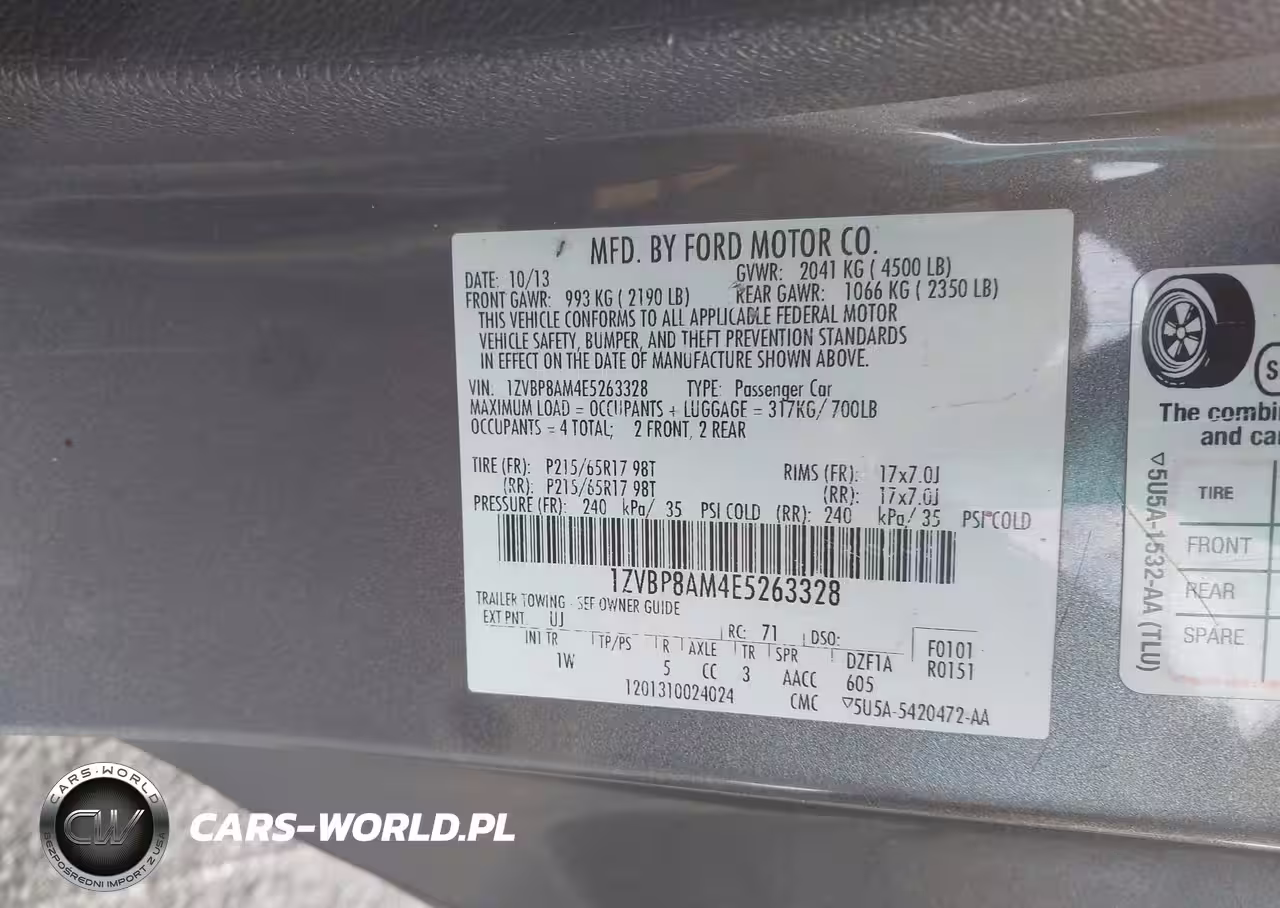 MFD. BY FORD MOTOR CO.
DATE: 10/13
GVWR: 2041 KG ( 4500 LB)
FRONT GAWR: 993 KG ( 2190 LB)
REAR GAWR: 1066 KG ( 2350 LB)
THIS VEHICLE CONFORMS TO ALL APPLICABLE FEDERAL MOTOR
VEHICLE SAFETY, BUMPER, AND THEFT PREVENTION STANDARDS
IN EFFECT ON THE DATE OF MANUFACTURE SHOWN ABOVE.
VIN: 1ZVBP8AM4E5263328 TYPE: Passenger Car
MAXIMUM LOAD = OCCUPANTS + LUGGAGE = 317KG/ 700LB
OCCUPANTS = 4 TOTAL; 2 FRONT, 2 REAR
TIRE (FR): P215/65R17 98T RIMS (FR): 17x7.0J
(RR): P215/65R17 98T (RR): 17x7.0J
PRESSURE (FR): 240 kPa/ 35 PSI COLD (RR): 240 kPa/ 35 PSI COLD
1ZVBP8AM4E5263328
TRAILER TOWING - SEE OWNER GUIDE
EXT PNT: UJ RC: 71 DSO: F0101
INT TR TP/PS R AXLE TR SPR DZF1A R0151
1W 5 CC 3 AACC 605
1201310024024 CMC ▽5U5A-5420472-AA
S
The combin
and ca
TIRE
FRONT
REAR
SPARE
▽5U5A-1532-AA (TLU)
CARS-WORLD
CW
BEZPOŚREDNI IMPORT Z USA
CARS-WORLD.PL